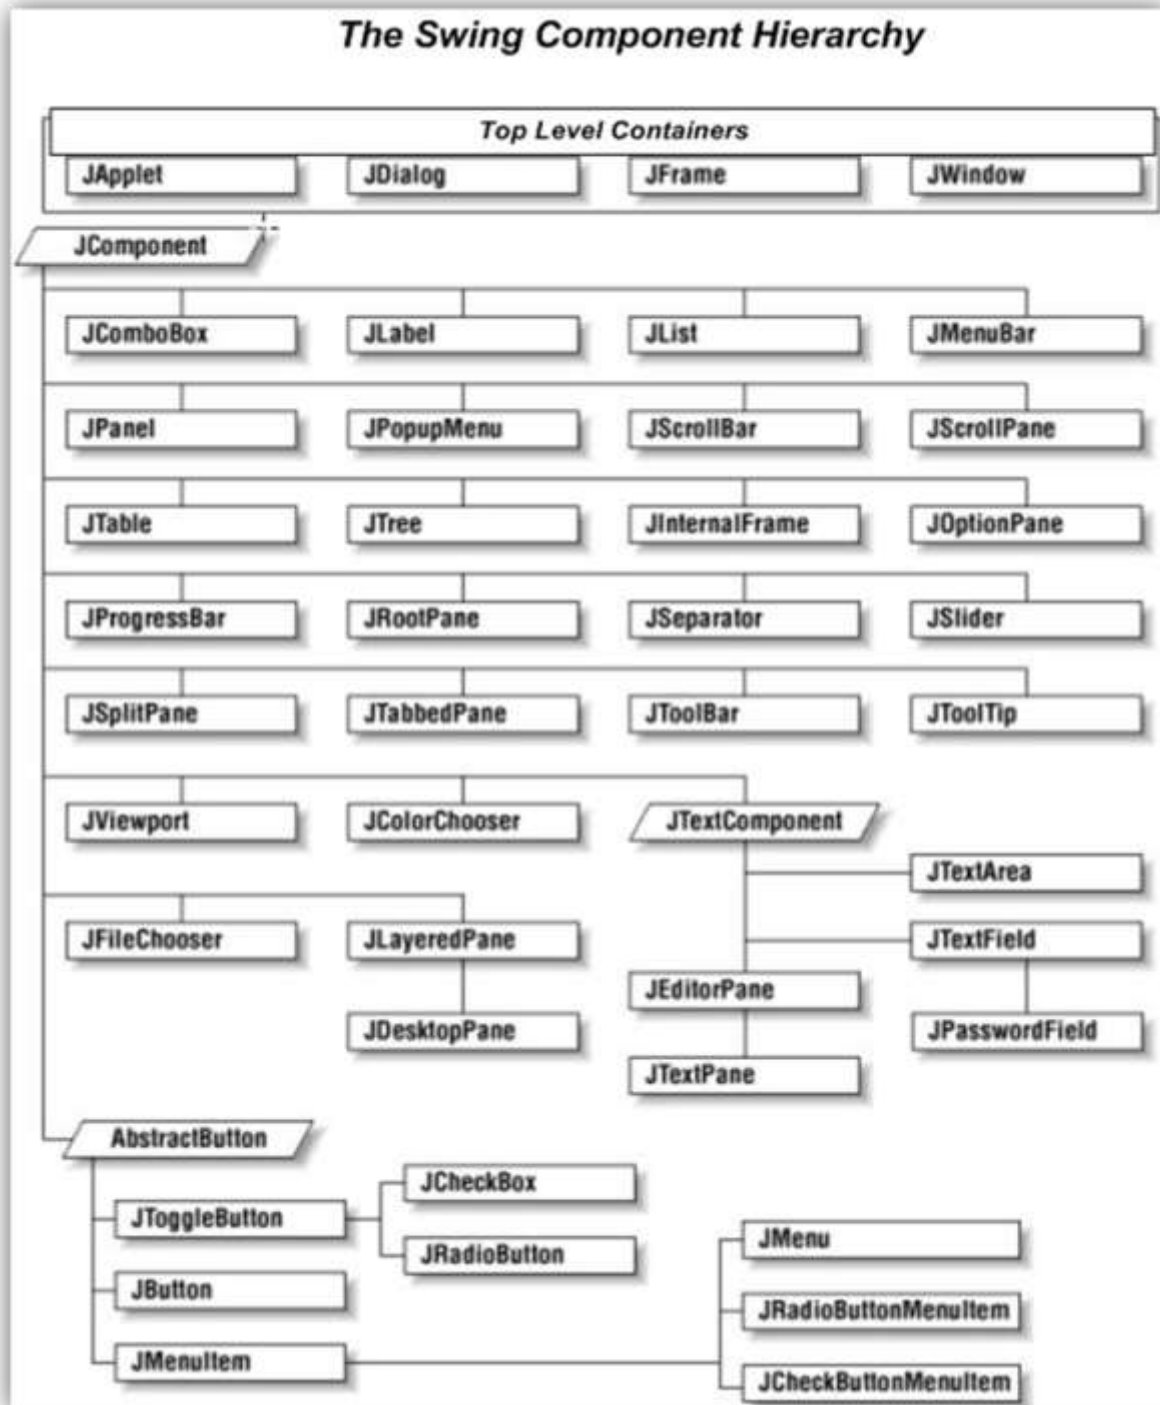 The Swing Component Hierarchy
Top Level Containers
JApplet JDialog JFrame JWindow
JComponent
JComboBox JLabel JList JMenuBar
JPanel JPopupMenu JScrollBar JScrollPane
JTable JTree JInternalFrame JOptionPane
JProgressBar JRootPane JSeparator JSlider
JSplitPane JTabbedPane JToolBar JToolTip
JViewport JColorChooser JTextComponent
JTextArea
JFileChooser JLayeredPane JTextField
JEditorPane
JDesktopPane JPasswordField
JTextPane
AbstractButton
JCheckBox
JToggleButton
JMenu
JRadioButton
JButton
JRadioButtonMenuItem
JMenuItem
JCheckButtonMenuItem